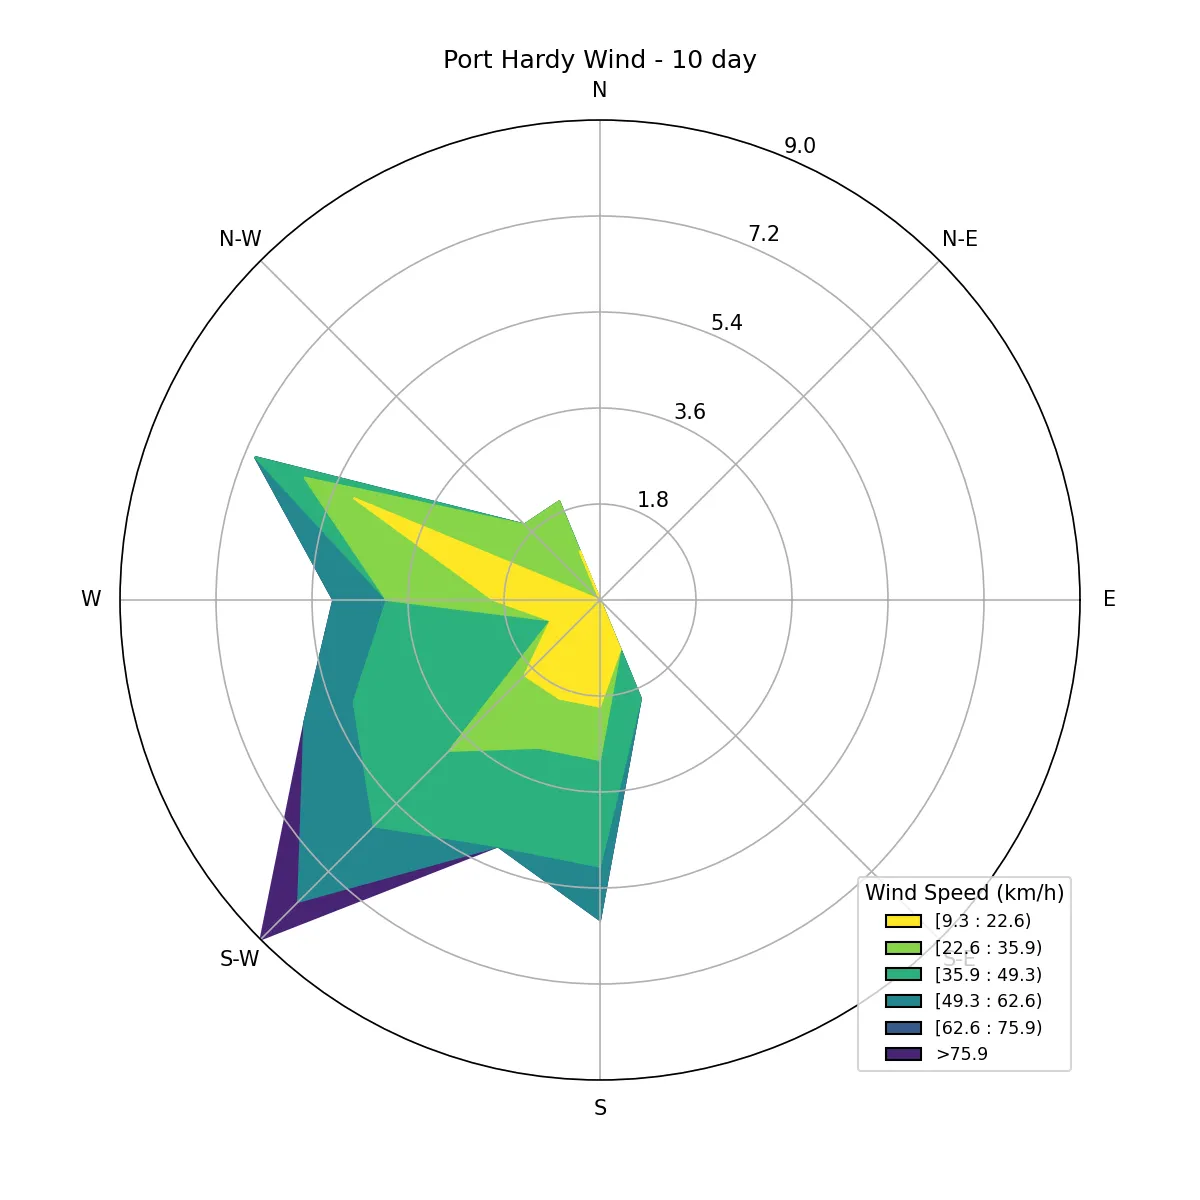 Port Hardy Wind - 10 day
N
9.0
7.2
N-W
N-E
5.4
3.6
1.8
W
E
Wind Speed (km/h)
[9.3 : 22.6)
[22.6 : 35.9)
S-W
S-E
[35.9 : 49.3)
[49.3 : 62.6)
[62.6 : 75.9)
>75.9
S